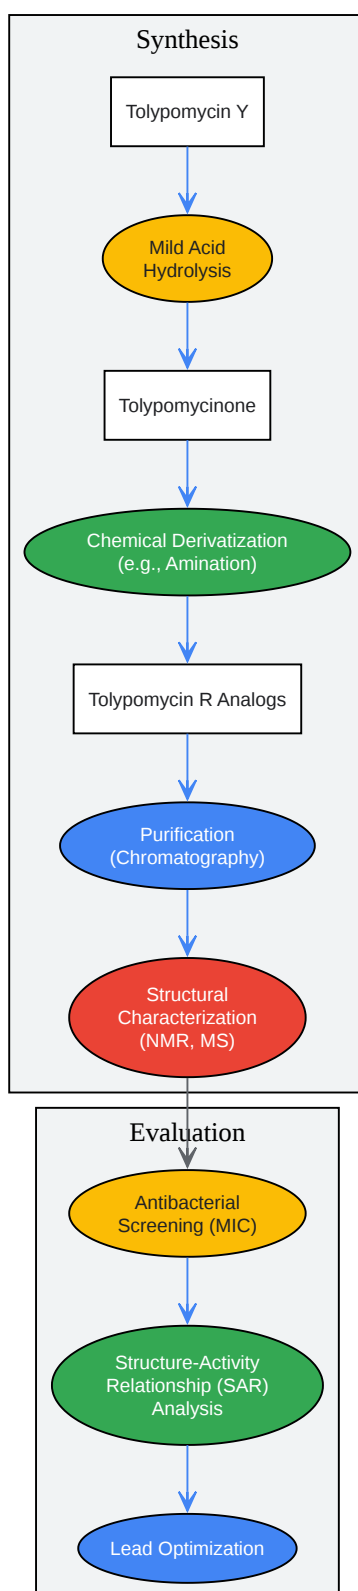 Synthesis
Tolypomycin Y
Mild Acid
Hydrolysis
Tolypomycinone
Chemical Derivatization
(e.g., Amination)
Tolypomycin R Analogs
Purification
(Chromatography)
Structural
Characterization
(NMR, MS)
Evaluation
Antibacterial
Screening (MIC)
Structure-Activity
Relationship (SAR)
Analysis
Lead Optimization